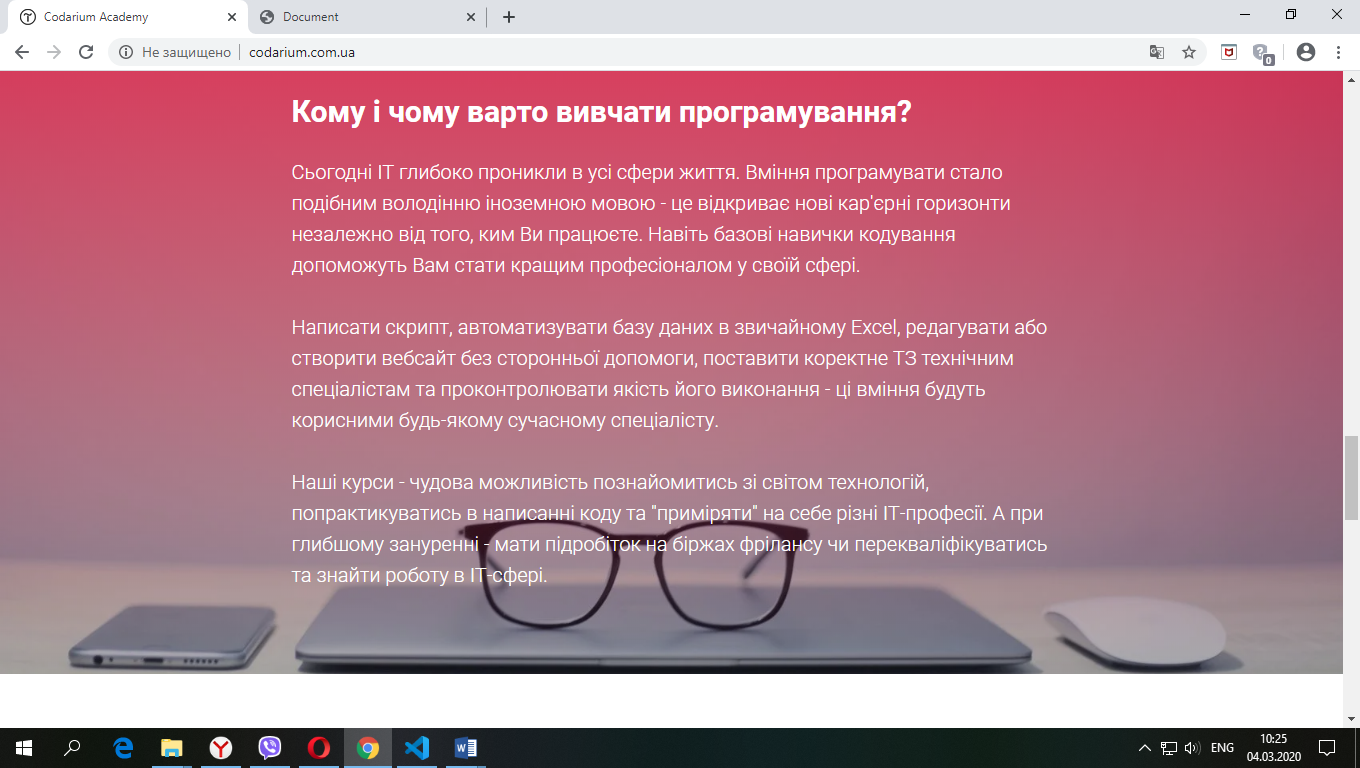 Codarium Academy
Document
Не защищено
codarium.com.ua
0
Кому і чому варто вивчати програмування?
Сьогодні ІТ глибоко проникли в усі сфери життя. Вміння програмувати стало
подібним володінню іноземною мовою - це відкриває нові кар'єрні горизонти
незалежно від того, ким Ви працюєте. Навіть базові навички кодування
допоможуть Вам стати кращим професіоналом у своїй сфері.
Написати скрипт, автоматизувати базу даних в звичайному Excel, редагувати або
створити вебсайт без сторонньої допомоги, поставити коректне ТЗ технічним
спеціалістам та проконтролювати якість його виконання - ці вміння будуть
корисними будь-якому сучасному спеціалісту.
Наші курси - чудова можливість познайомитись зі світом технологій,
попрактикуватись в написанні коду та "приміряти" на себе різні ІТ-професії. А при
глибшому зануренні - мати підробіток на біржах фрілансу чи перекваліфікуватись
та знайти роботу в ІТ-сфері.
ENG
10:25
04.03.2020